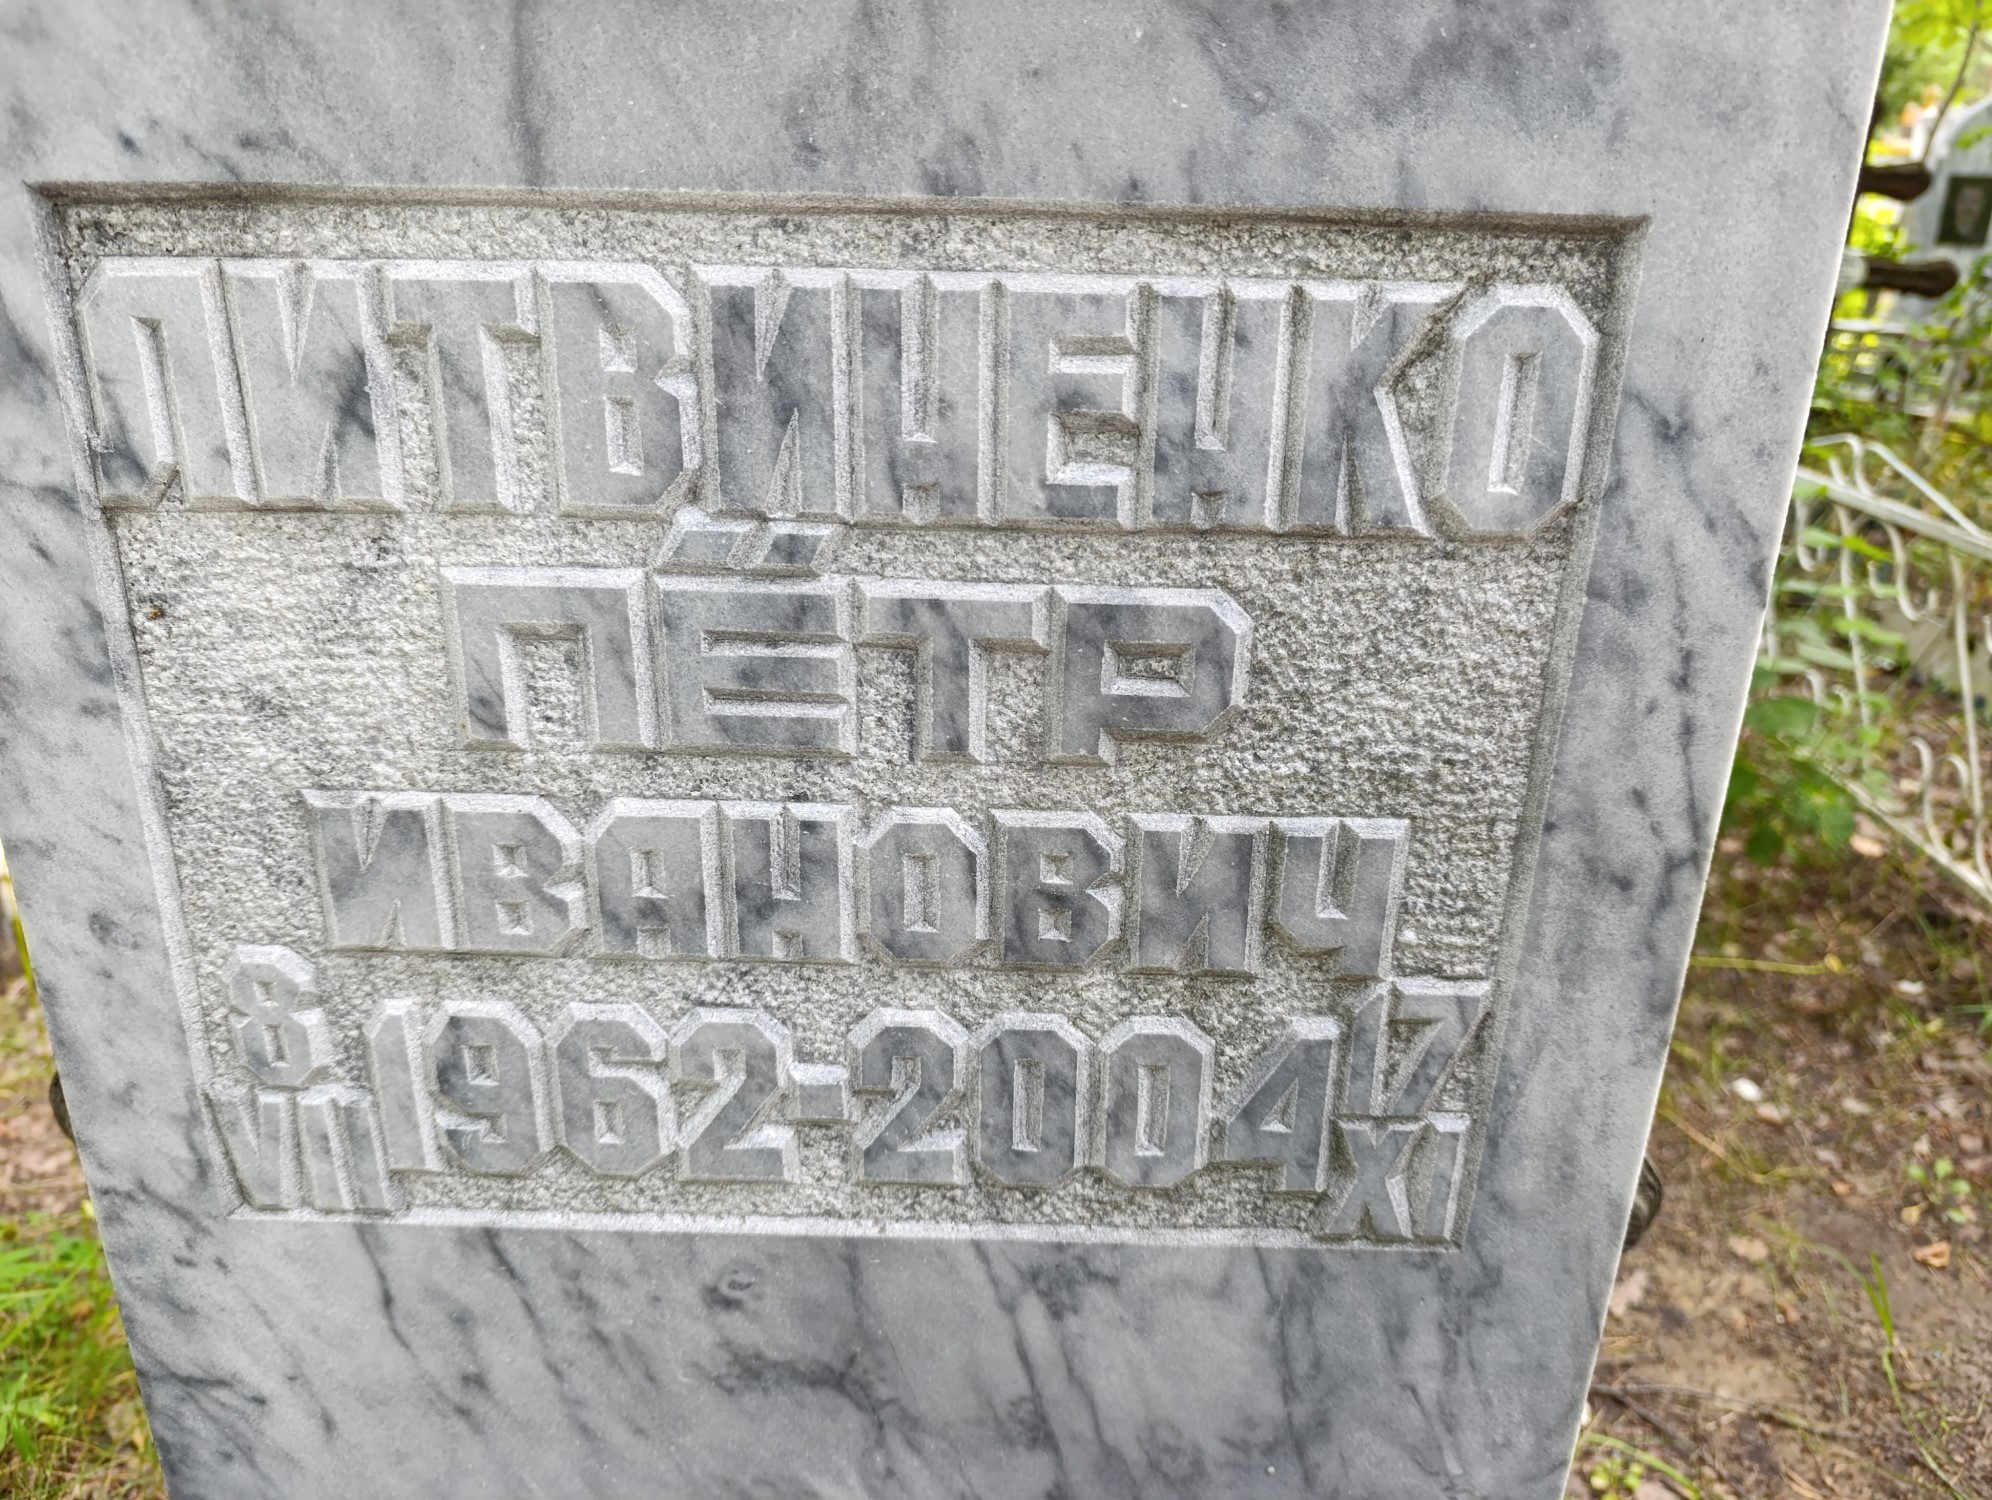 ЛИТВИНЕНКО
ПЁТР
ИВАНОВИЧ
8 VII 1962-2004 17 XI